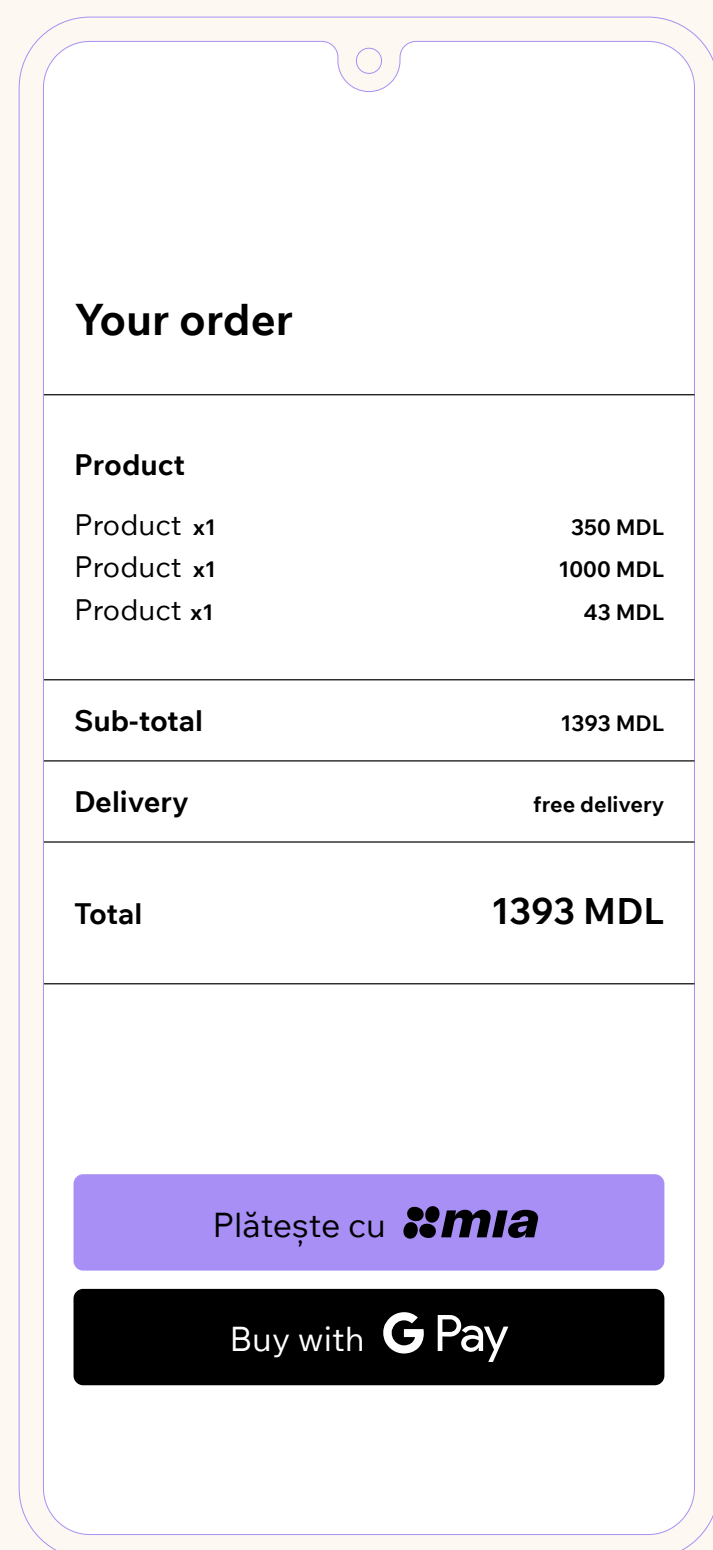 Your order
Product
Product x1 350 MDL
Product x1 1000 MDL
Product x1 43 MDL
Sub-total 1393 MDL
Delivery free delivery
Total 1393 MDL
Plătește cu mia
Buy with G Pay